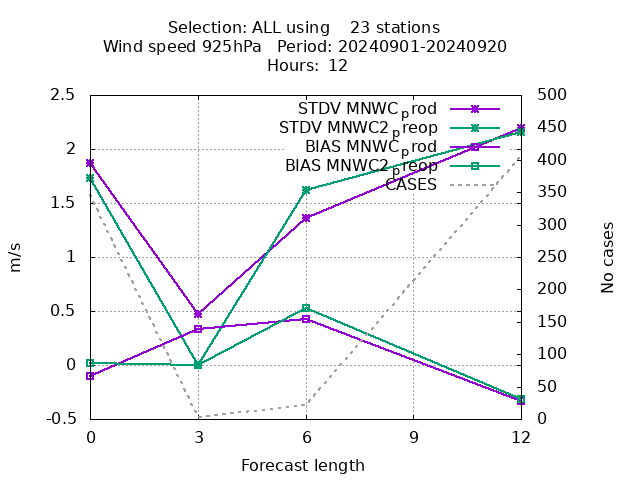 Selection: ALL using    23 stations
Wind speed 925hPa   Period: 20240901-20240920
Hours: 12
2.5
2
1.5
1
0.5
0
-0.5
500
450
400
350
300
250
200
150
100
50
0
STDV MNWC_prod
STDV MNWC2_preop
BIAS MNWC_prod
BIAS MNWC2_preop
CASES
m/s
No cases
0 3 6 9 12
Forecast length